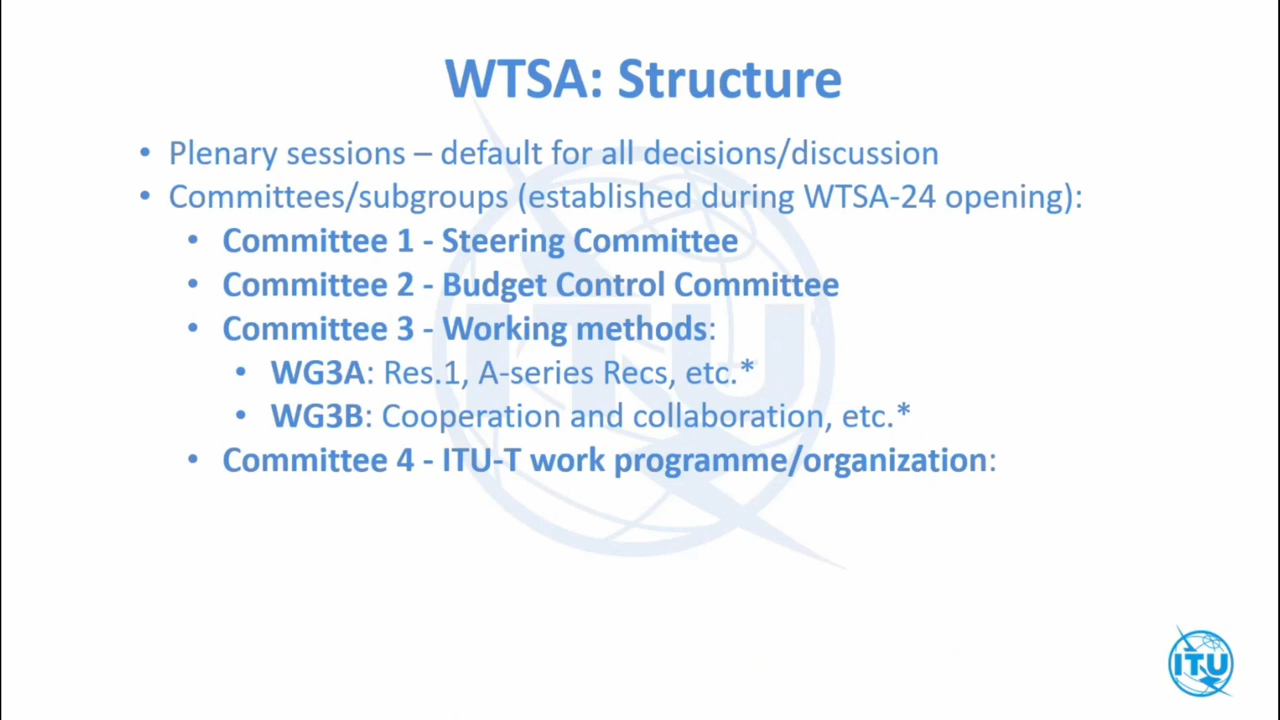 WTSA: Structure
• Plenary sessions – default for all decisions/discussion
• Committees/subgroups (established during WTSA-24 opening):
• Committee 1 - Steering Committee
• Committee 2 - Budget Control Committee
• Committee 3 - Working methods:
• WG3A: Res.1, A-series Recs, etc.*
• WG3B: Cooperation and collaboration, etc.*
• Committee 4 - ITU-T work programme/organization:
ITU
ITU